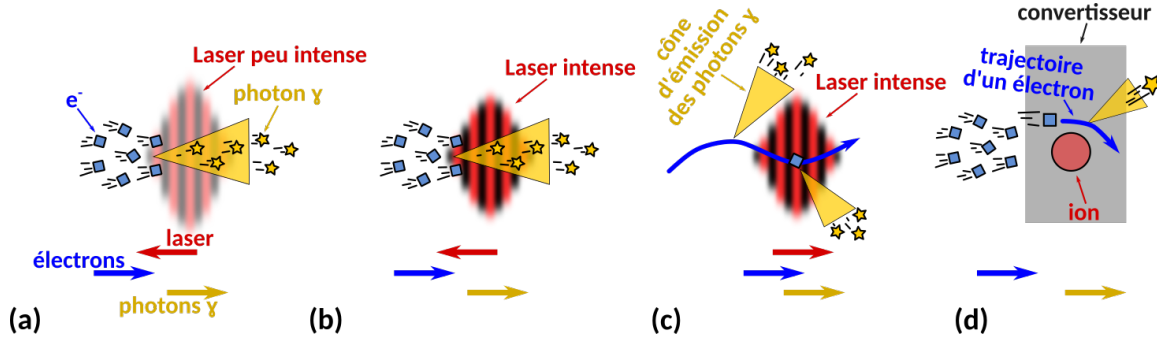 Laser peu intense
e-
photon ɣ
laser
électrons
photons ɣ
(a)
Laser intense
(b)
cône
d'émission
des photons ɣ
Laser intense
(c)
convertisseur
trajectoire
d'un électron
ion
(d)